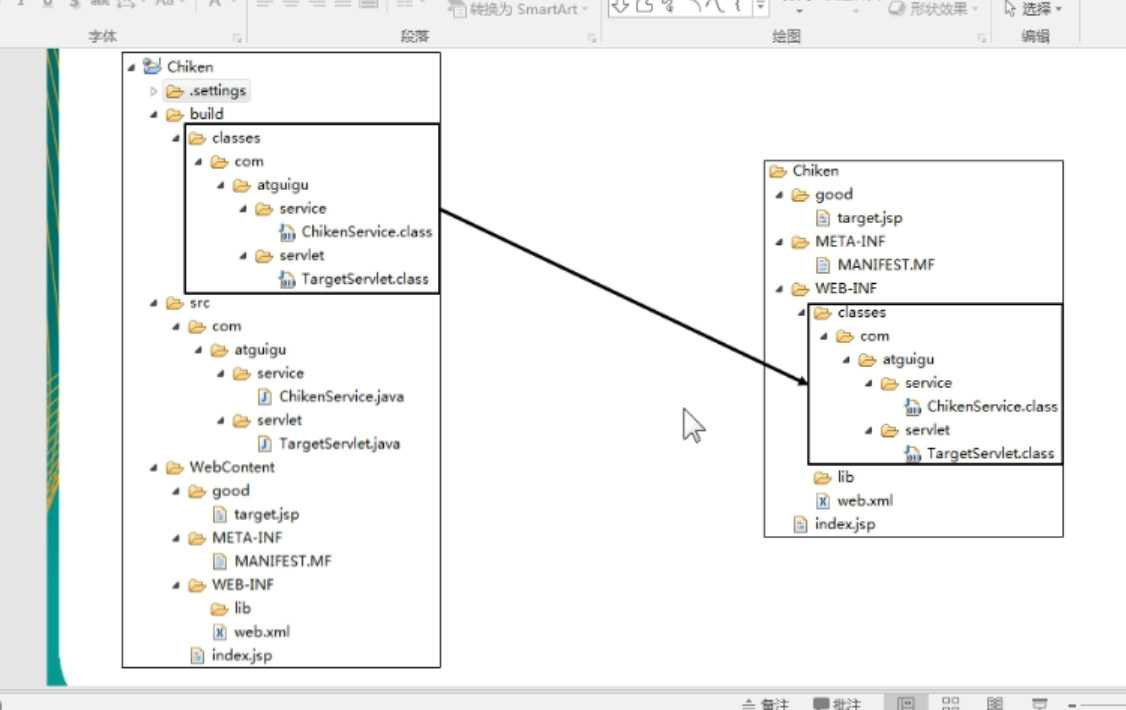 转换为 SmartArt
形状效果
选择
字体
段落
绘图
编辑
Chiken
.settings
build
classes
com
atguigu
service
ChikenService.class
servlet
TargetServlet.class
src
com
atguigu
service
ChikenService.java
servlet
TargetServlet.java
WebContent
good
target.jsp
META-INF
MANIFEST.MF
WEB-INF
lib
web.xml
index.jsp
Chiken
good
target.jsp
META-INF
MANIFEST.MF
WEB-INF
classes
com
atguigu
service
ChikenService.class
servlet
TargetServlet.class
lib
web.xml
index.jsp
备注
批注